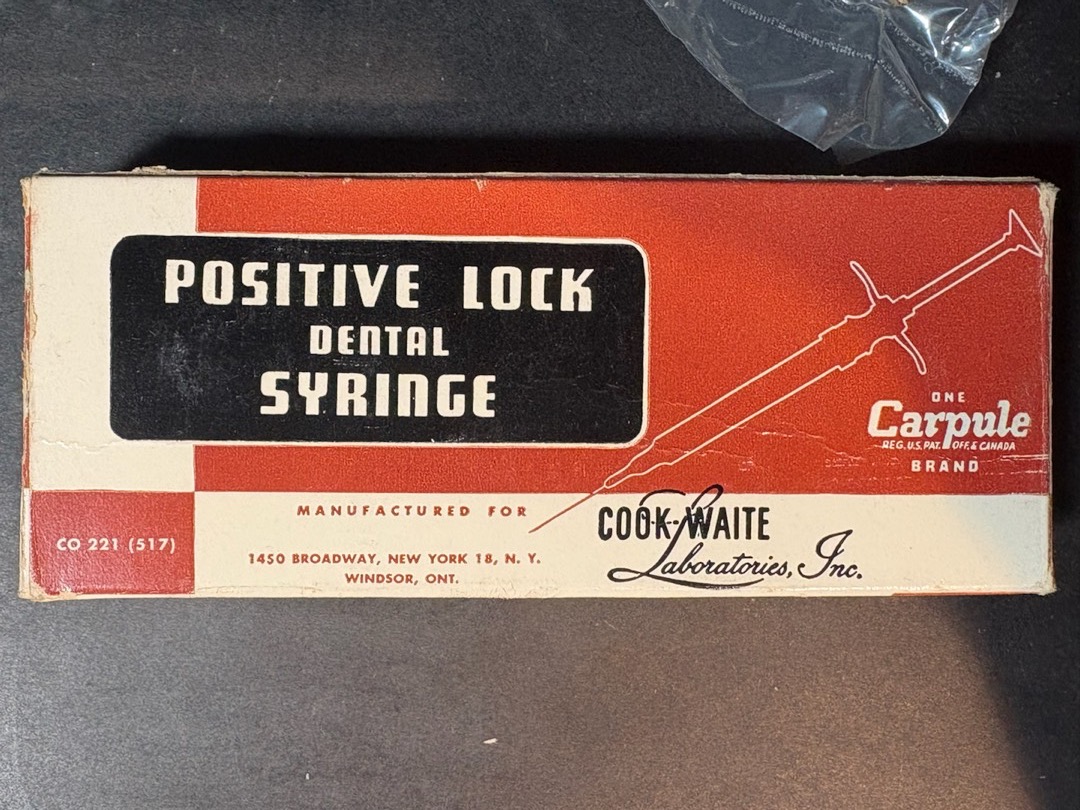 POSITIVE LOCK
DENTAL
SYRINGE
ONE
Carpule
REG. U.S. PAT. OFF. & CANADA
BRAND
MANUFACTURED FOR
COOK-WAITE
Laboratories, Inc.
1450 BROADWAY, NEW YORK 18, N. Y.
WINDSOR, ONT.
CO 221 (517)